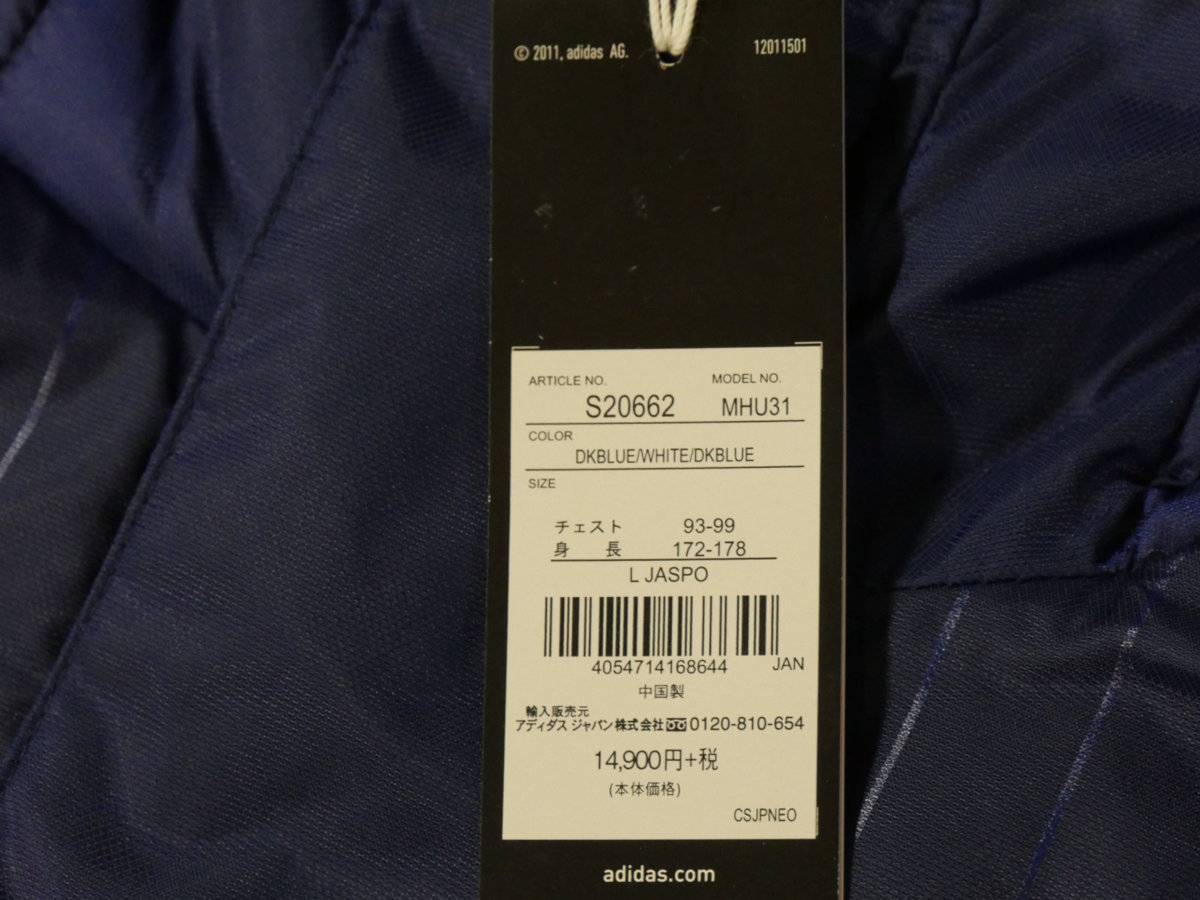 © 2011, adidas AG. 12011501
ARTICLE NO. MODEL NO.
S20662 MHU31
COLOR
DKBLUE/WHITE/DKBLUE
SIZE
チェスト 93-99
身 長 172-178
L JASPO
4054714168644 JAN
中国製
輸入販売元
アディダス ジャパン株式会社 0120-810-654
14,900円+税
(本体価格)
CSJPNEO
adidas.com